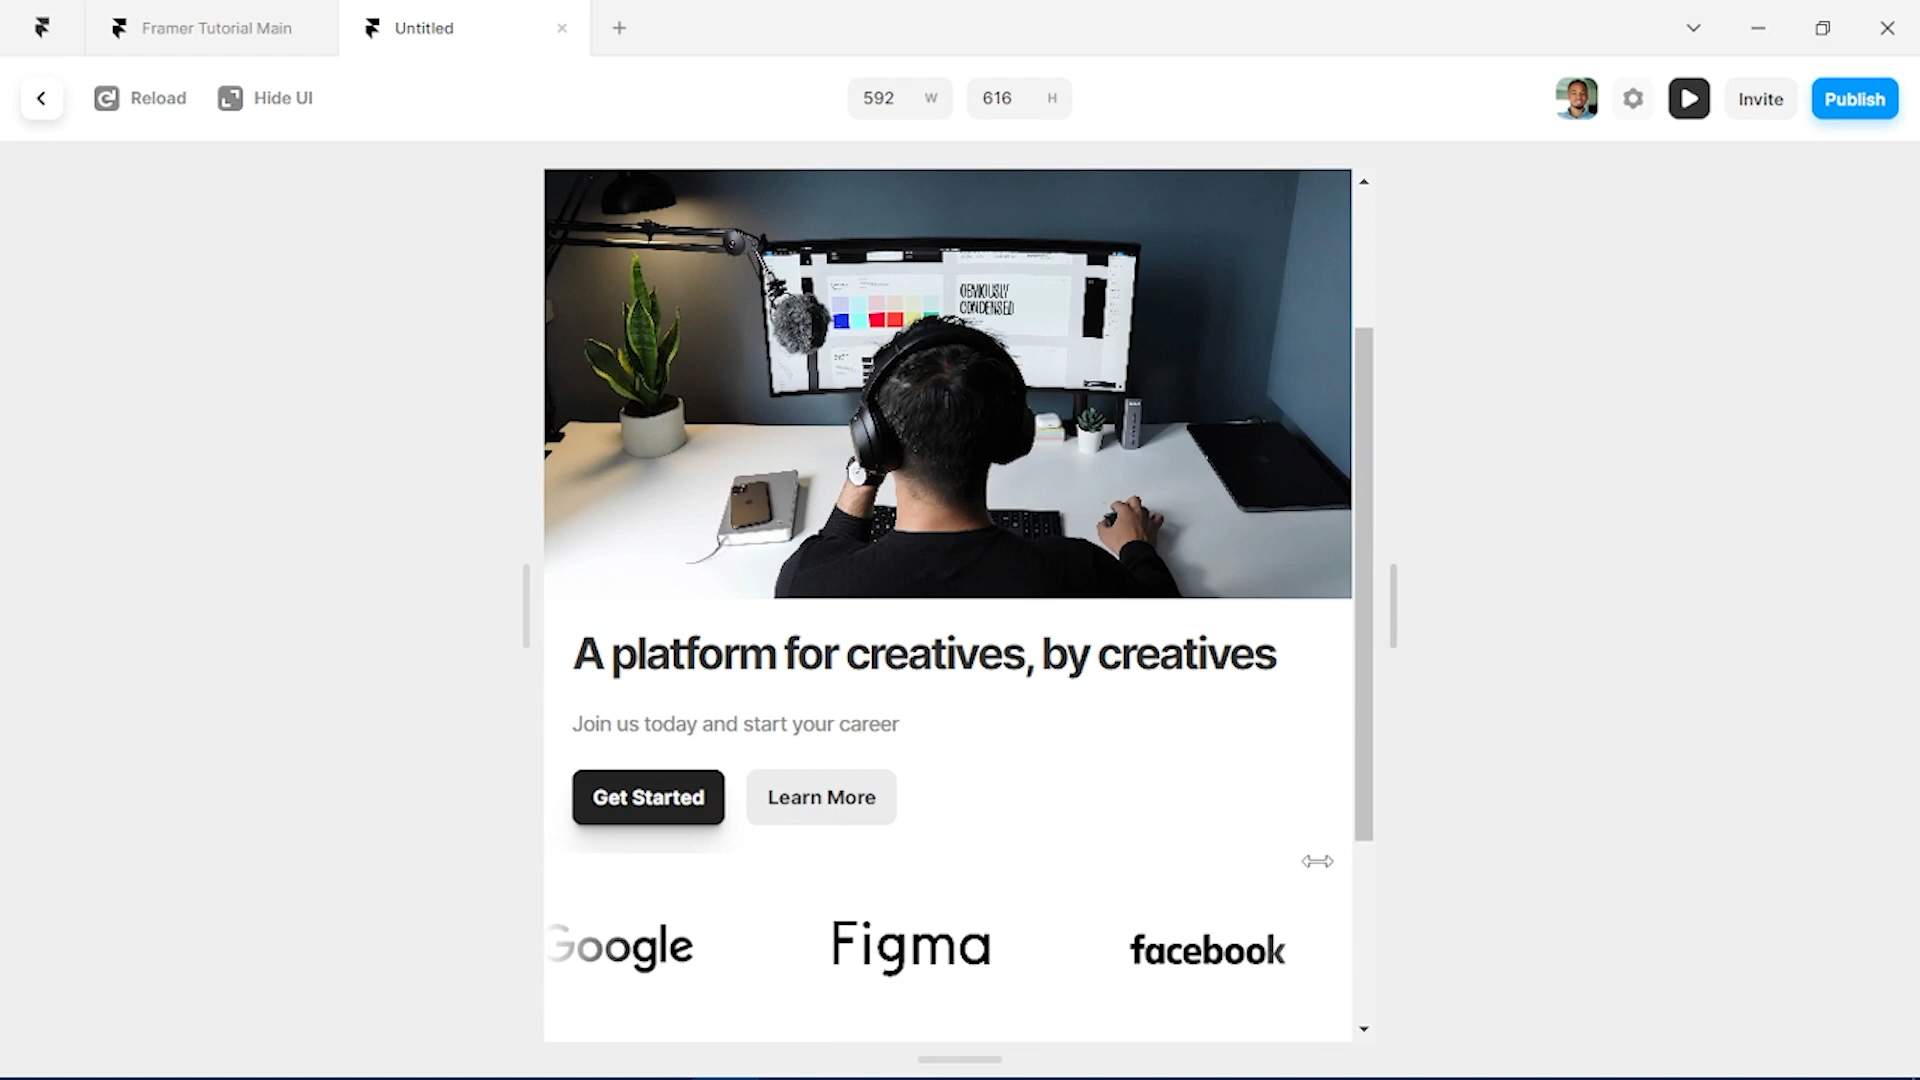 Framer Tutorial Main
Untitled
Reload
Hide UI
592 W
616 H
Invite
Publish
OBVIOUSLY
CONDENSED
A platform for creatives, by creatives
Join us today and start your career
Get Started
Learn More
Google
Figma
facebook